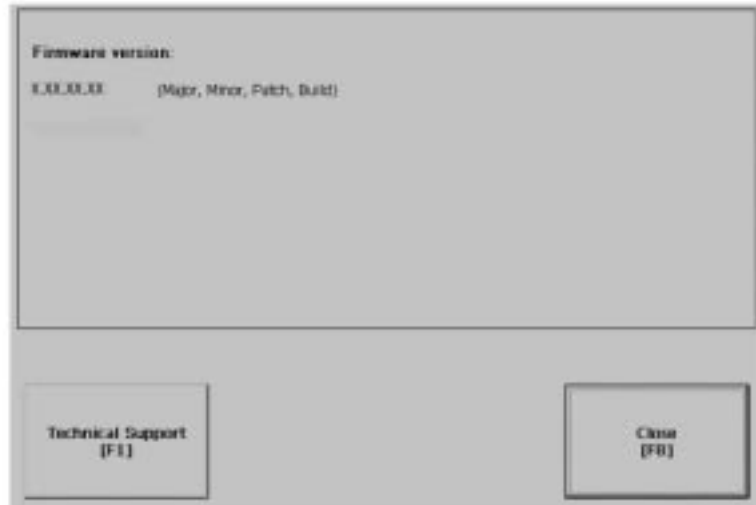 Firmware version:
X.XX.XX.XX (Major, Minor, Patch, Build)
Technical Support
[F1]
Close
[F8]